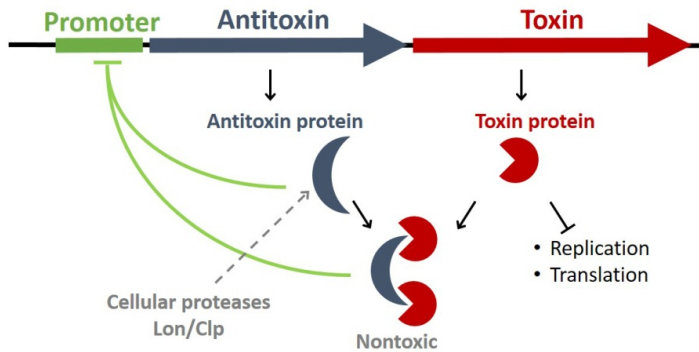 Promoter
Antitoxin
Toxin
Antitoxin protein
Toxin protein
• Replication
• Translation
Cellular proteases
Lon/Clp
Nontoxic